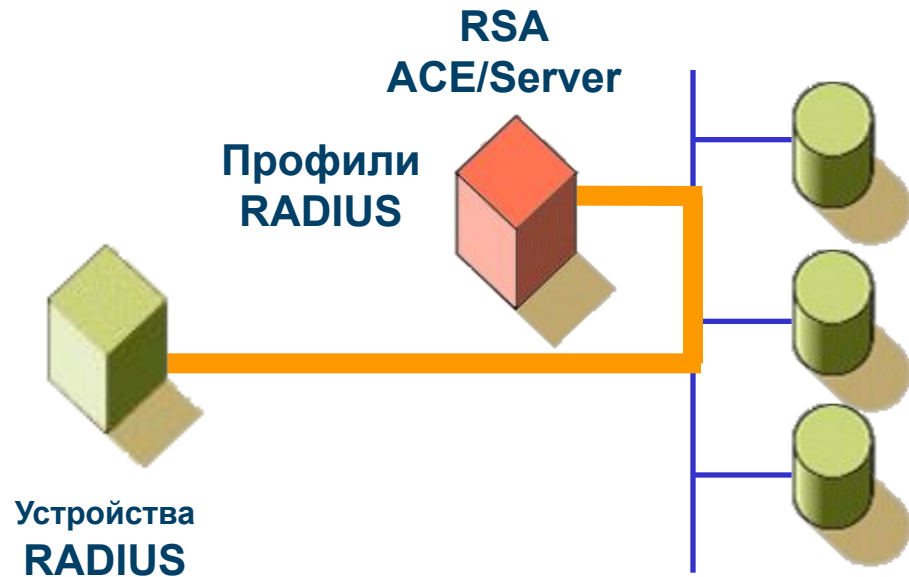 RSA
ACE/Server
Профили
RADIUS
Устройства
RADIUS